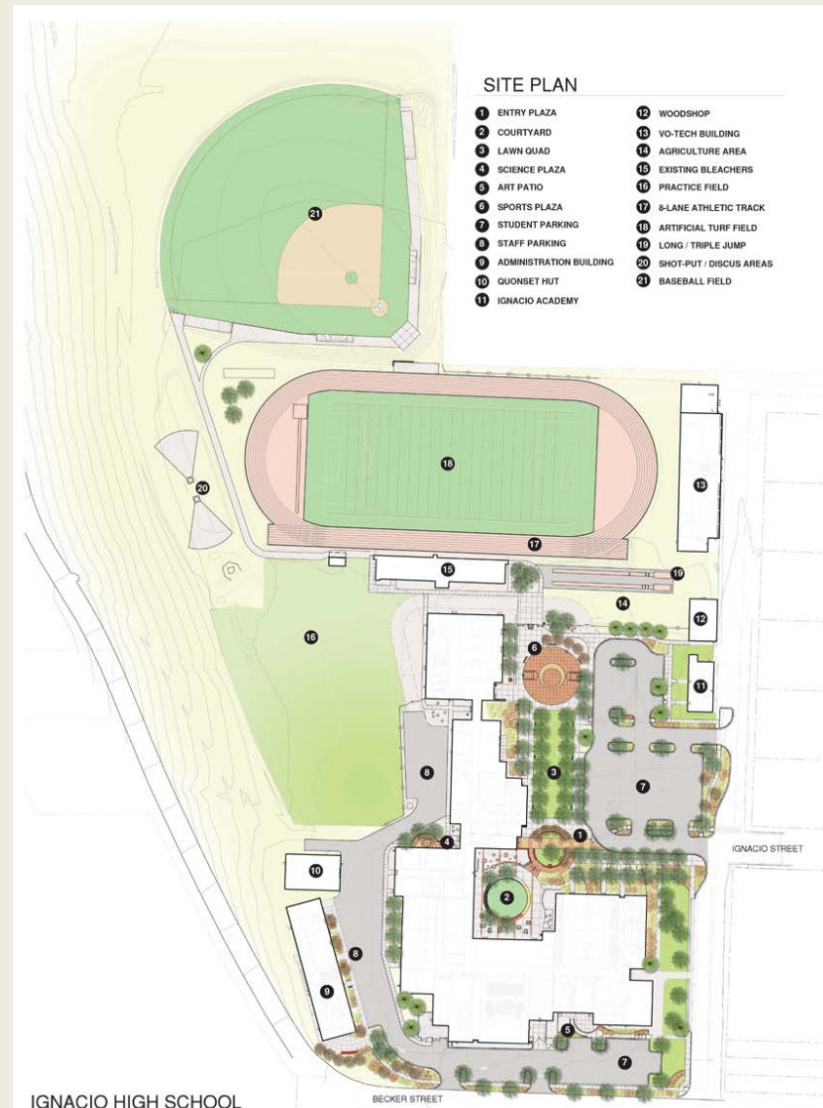 SITE PLAN
1 ENTRY PLAZA
2 COURTYARD
3 LAWN QUAD
4 SCIENCE PLAZA
5 ART PATIO
6 SPORTS PLAZA
7 STUDENT PARKING
8 STAFF PARKING
9 ADMINISTRATION BUILDING
10 QUONSET HUT
11 IGNACIO ACADEMY
12 WOODSHOP
13 VO-TECH BUILDING
14 AGRICULTURE AREA
15 EXISTING BLEACHERS
16 PRACTICE FIELD
17 8-LANE ATHLETIC TRACK
18 ARTIFICIAL TURF FIELD
19 LONG / TRIPLE JUMP
20 SHOT-PUT / DISCUS AREAS
21 BASEBALL FIELD
21
18
20
13
17
15
19
14
12
16
6
11
8
3
7
1
4
IGNACIO STREET
10
2
8
9
5
7
IGNACIO HIGH SCHOOL
BECKER STREET